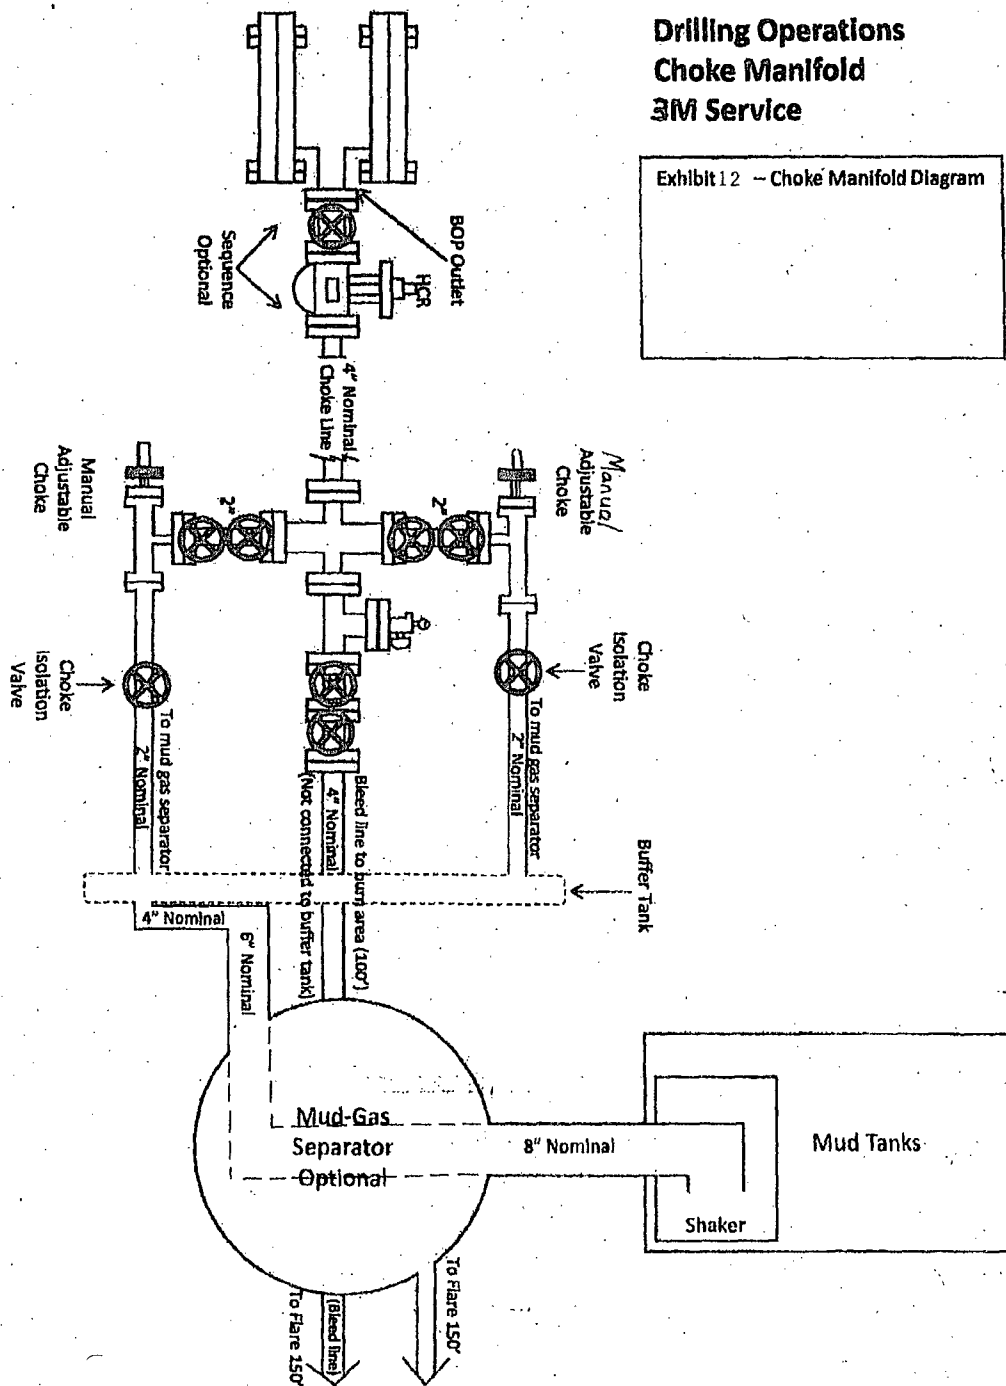 Drilling Operations
Choke Manifold
3M Service
Exhibit 12 - Choke Manifold Diagram
BOP Outlet
HCR
Sequence
Optional
4" Nominal
Choke Line
Manual
Adjustable
Choke
2"
2"
Manual
Adjustable
Choke
Choke
Isolation
Valve
Choke
Isolation
Valve
To mud gas separator
2" Nominal
To mud gas separator
2" Nominal
Bleed line to burn area (100')
4" Nominal
(Not connected to buffer tank)
Buffer Tank
4" Nominal
6" Nominal
Mud-Gas
Separator
Optional
8" Nominal
Mud Tanks
Shaker
To Flare 150'
(Bleed line)
To Flare 150'